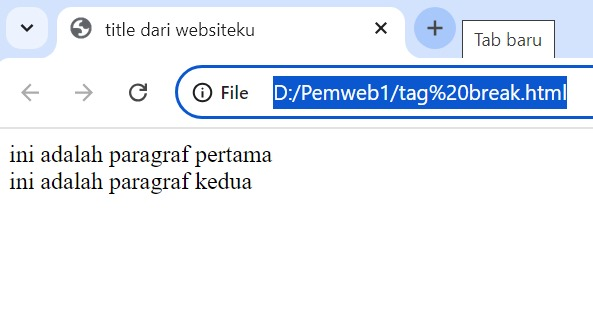 title dari websiteku
Tab baru
File D:/Pemweb1/tag%20break.html
ini adalah paragraf pertama
ini adalah paragraf kedua